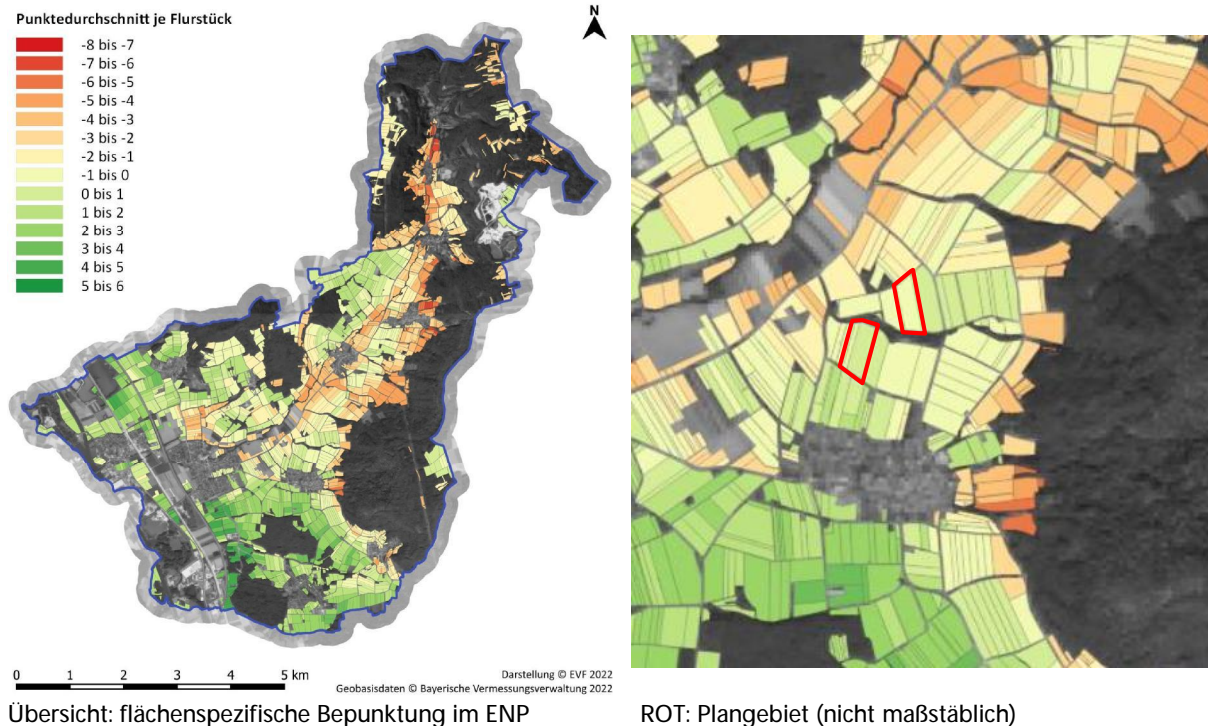 Punktedurchschnitt je Flurstück
-8 bis -7
-7 bis -6
-6 bis -5
-5 bis -4
-4 bis -3
-3 bis -2
-2 bis -1
-1 bis 0
0 bis 1
1 bis 2
2 bis 3
3 bis 4
4 bis 5
5 bis 6
N
0 1 2 3 4 5 km
Darstellung © EVF 2022
Geobasisdaten © Bayerische Vermessungsverwaltung 2022
Übersicht: flächenspezifische Bepunktung im ENP
ROT: Plangebiet (nicht maßstäblich)